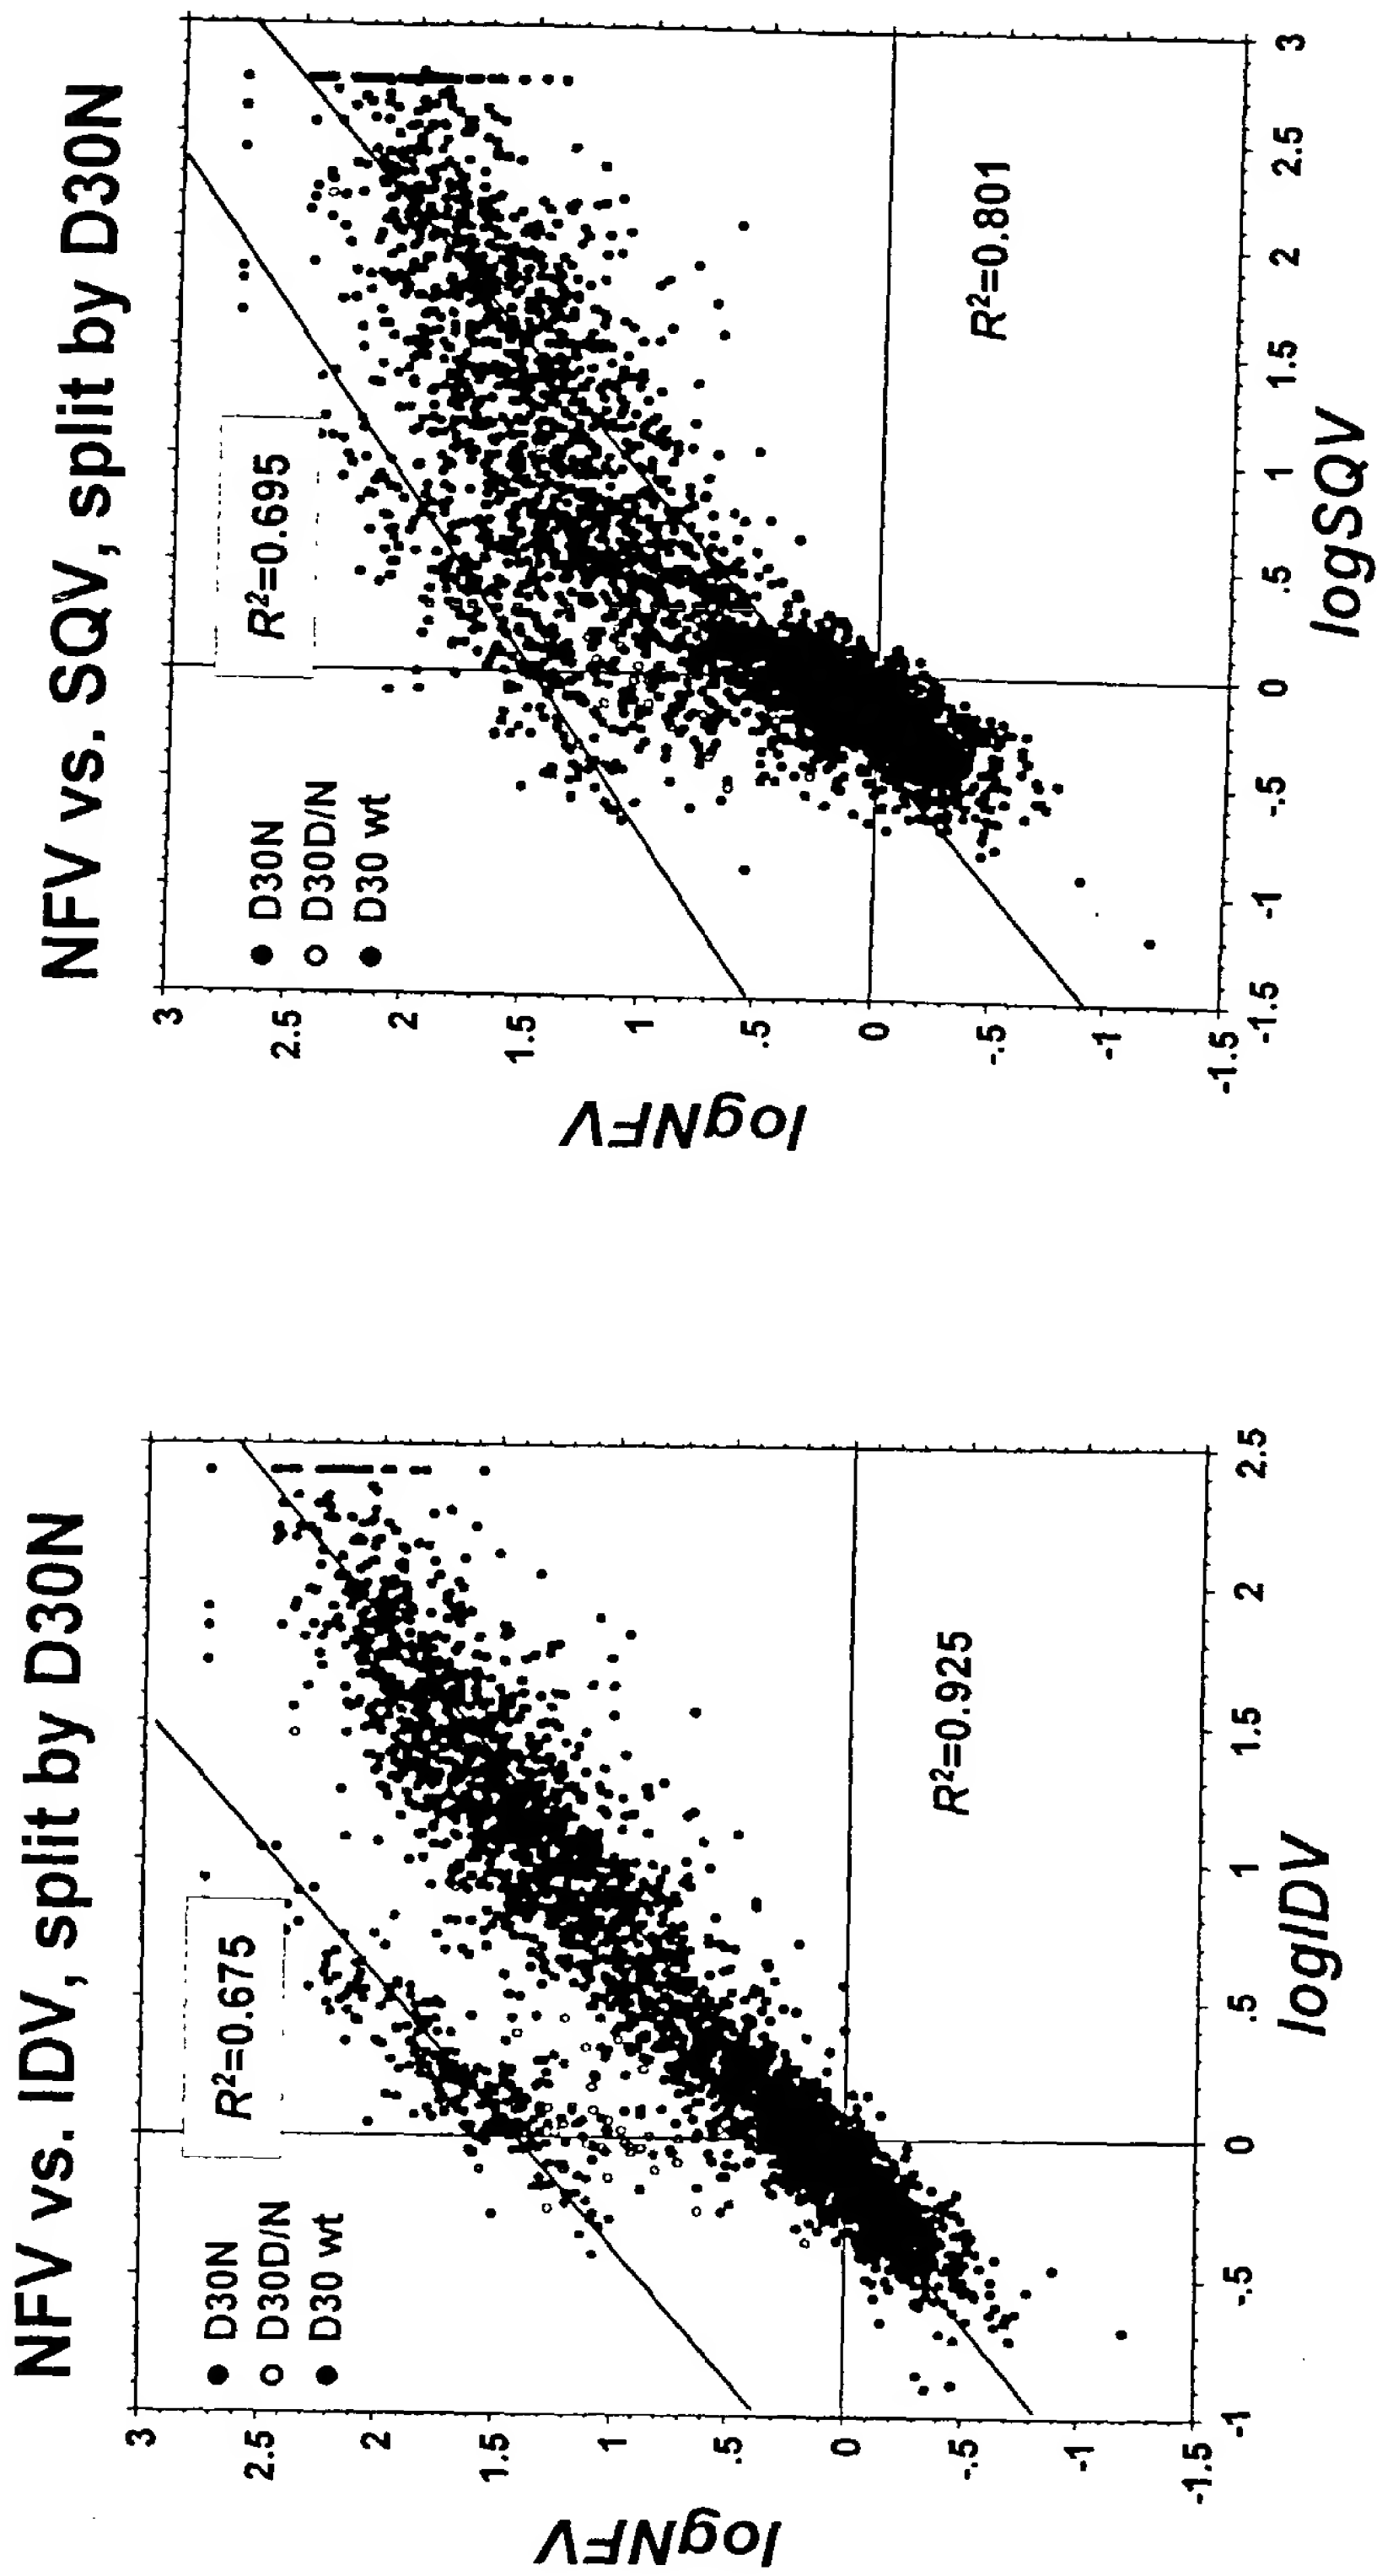 NFV vs. IDV, split by D30N
logNFV
3
2.5
2
1.5
1
.5
0
-.5
-1
-1.5
D30N
D30D/N
D30 wt
R²=0.675
R²=0.925
-1
-.5
0
.5
1
1.5
2
2.5
logIDV
NFV vs. SQV, split by D30N
logNFV
3
2.5
2
1.5
1
.5
0
-.5
-1
-1.5
D30N
D30D/N
D30 wt
R²=0.695
R²=0.801
-1.5
-1
-.5
0
.5
1
1.5
2
2.5
3
logSQV